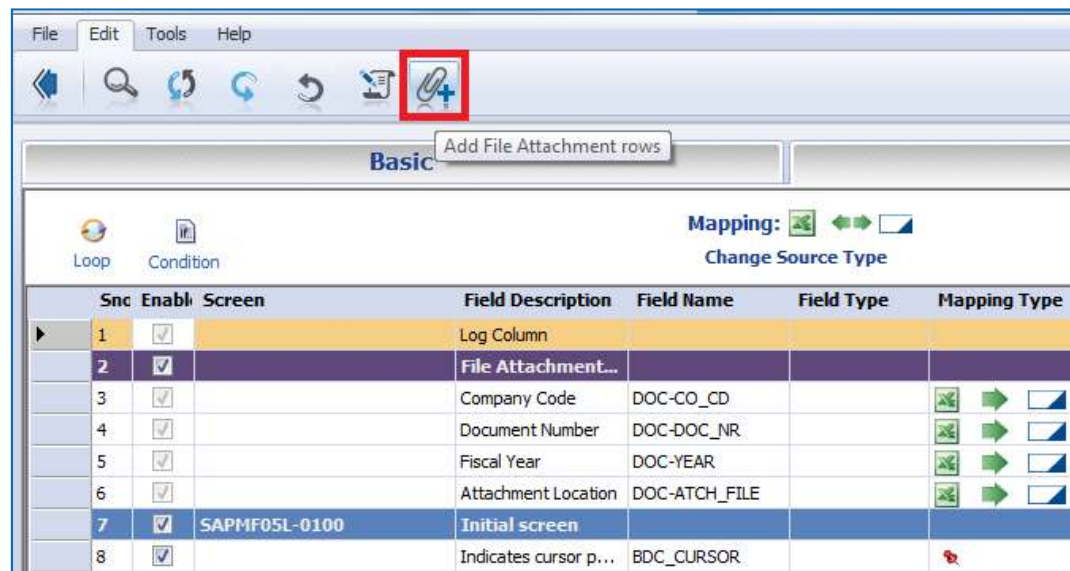 File Edit Tools Help
Add File Attachment rows
Basic
Loop Condition
Mapping:
Change Source Type
Sno Enabl Screen Field Description Field Name Field Type Mapping Type
1 Log Column
2 File Attachment...
3 Company Code DOC-CO_CD
4 Document Number DOC-DOC_NR
5 Fiscal Year DOC-YEAR
6 Attachment Location DOC-ATCH_FILE
7 SAPMF05L-0100 Initial screen
8 Indicates cursor p... BDC_CURSOR